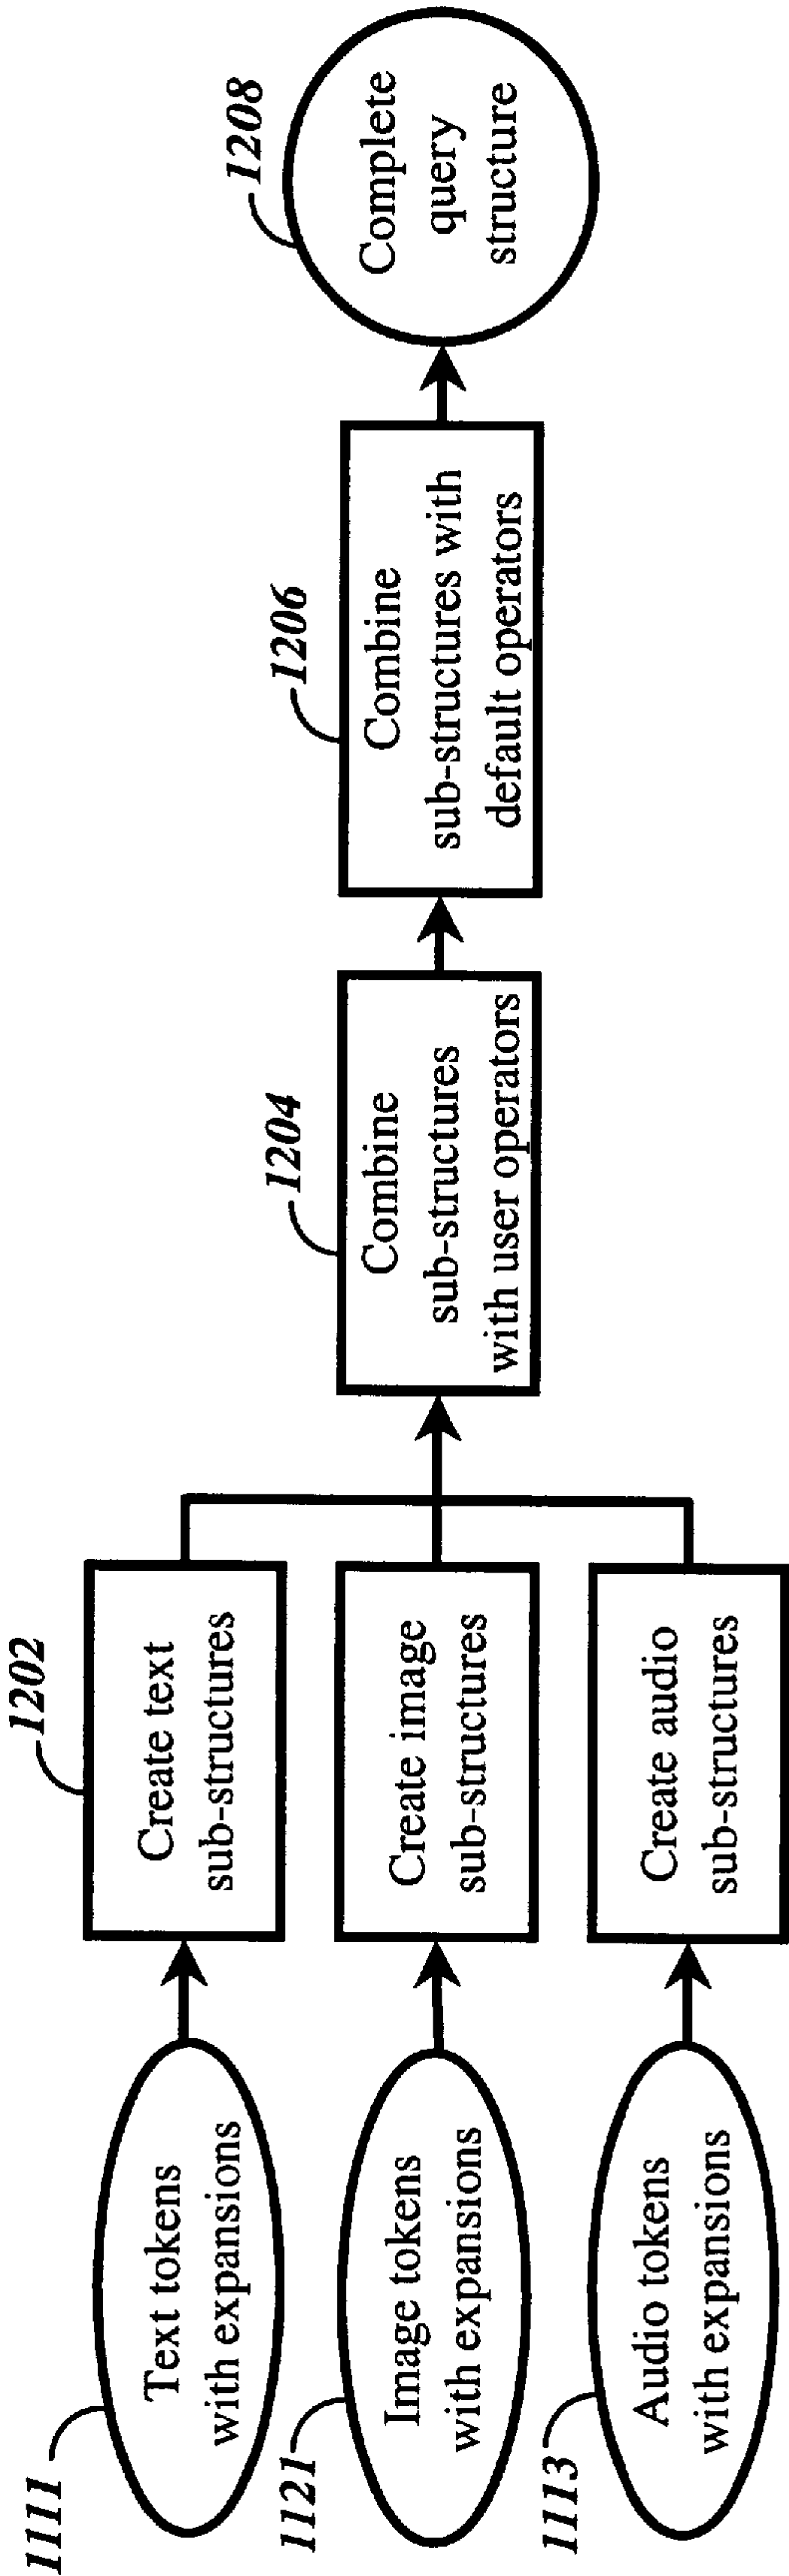 1111
Text tokens
with expansions
1202
Create text
sub-structures
1121
Image tokens
with expansions
Create image
sub-structures
1113
Audio tokens
with expansions
Create audio
sub-structures
1204
Combine
sub-structures
with user operators
1206
Combine
sub-structures with
default operators
1208
Complete
query
structure